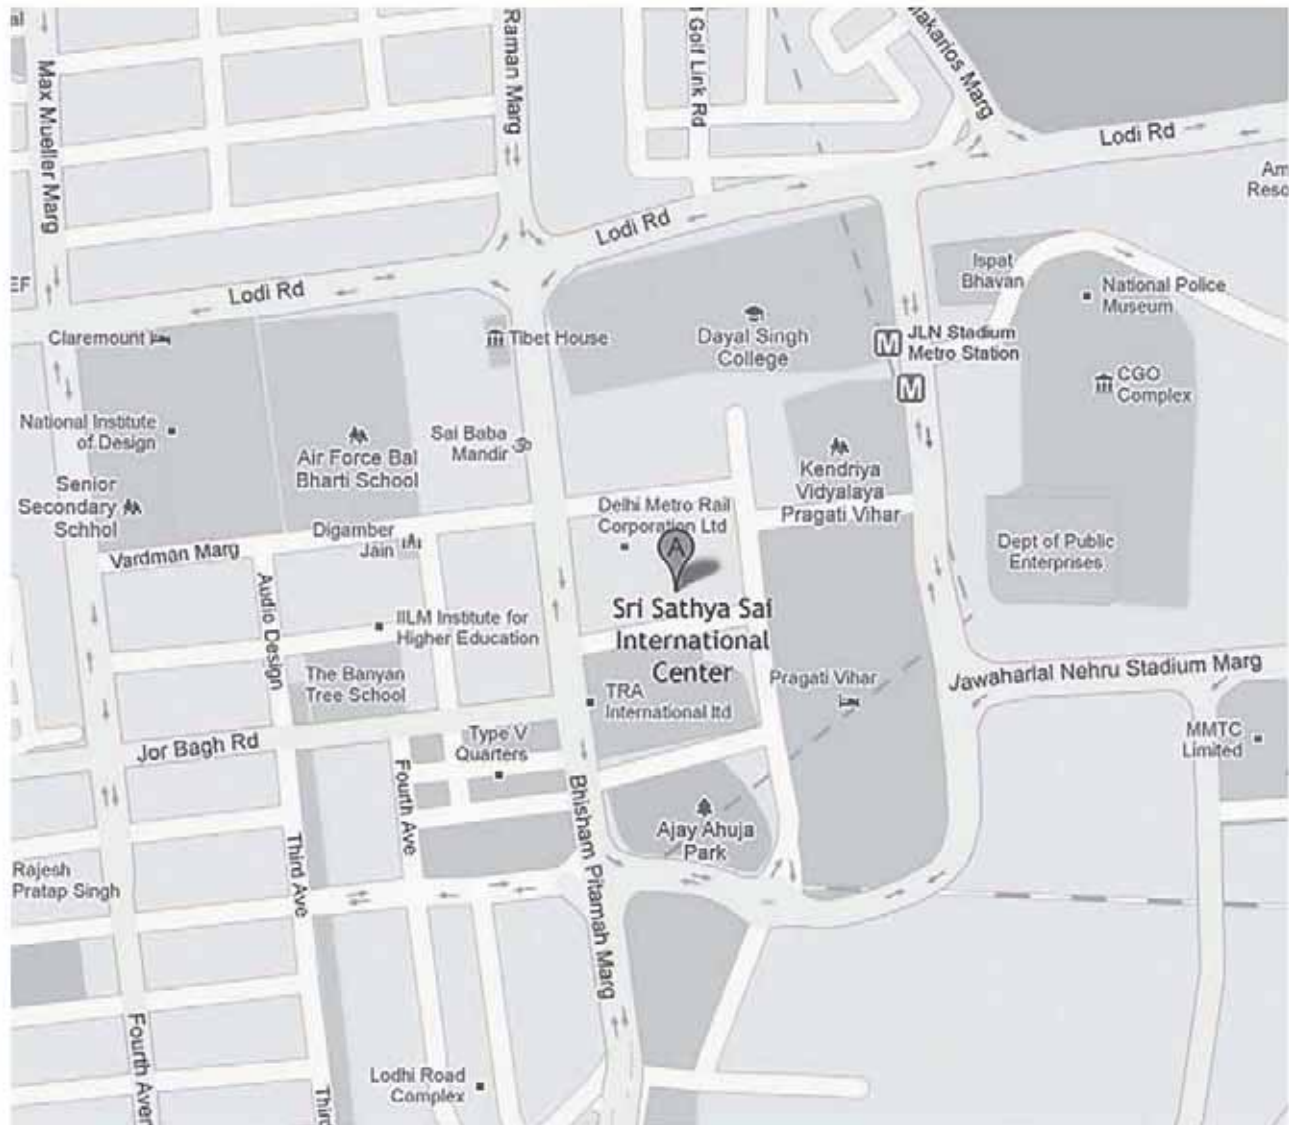 al
Max Mueller Marg
Raman Marg
Golf Link Rd
Makarios Marg
Lodi Rd
Am
Reso
Lodi Rd
Ispat
Bhavan
National Police
Museum
EF
Lodi Rd
Claremount
Tibet House
Dayal Singh
College
M
JLN Stadium
Metro Station
M
CGO
Complex
National Institute
of Design
Sai Baba
Mandir
Air Force Bal
Bharti School
Kendriya
Vidyalaya
Pragati Vihar
Senior
Secondary
Schhol
Delhi Metro Rail
Corporation Ltd
Digamber
Jain
Vardman Marg
A
Dept of Public
Enterprises
Audio Design
IILM Institute for
Higher Education
Sri Sathya Sai
International
Center
The Banyan
Tree School
Pragati Vihar
Jawaharlal Nehru Stadium Marg
TRA
International ltd
Jor Bagh Rd
Type V
Quarters
MMTC
Limited
Fourth Ave
Bhisham Pitamah Marg
Ajay Ahuja
Park
Third Ave
Rajesh
Pratap Singh
Fourth Aven
Lodhi Road
Complex
Third